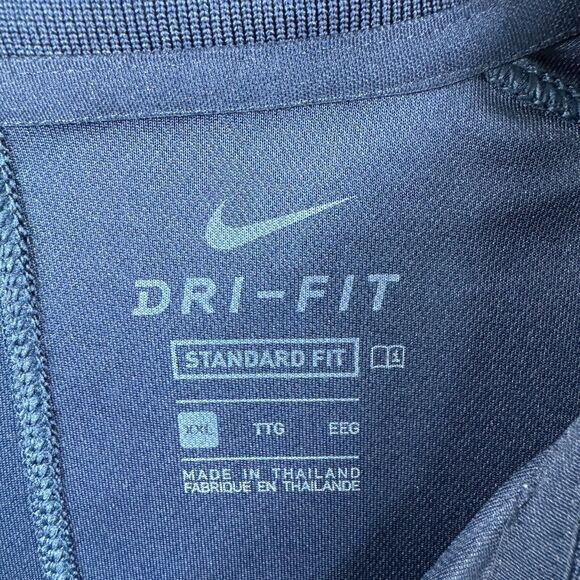 DRI-FIT
STANDARD FIT
XXL TTG EEG
MADE IN THAILAND
FABRIQUE EN THAILANDE